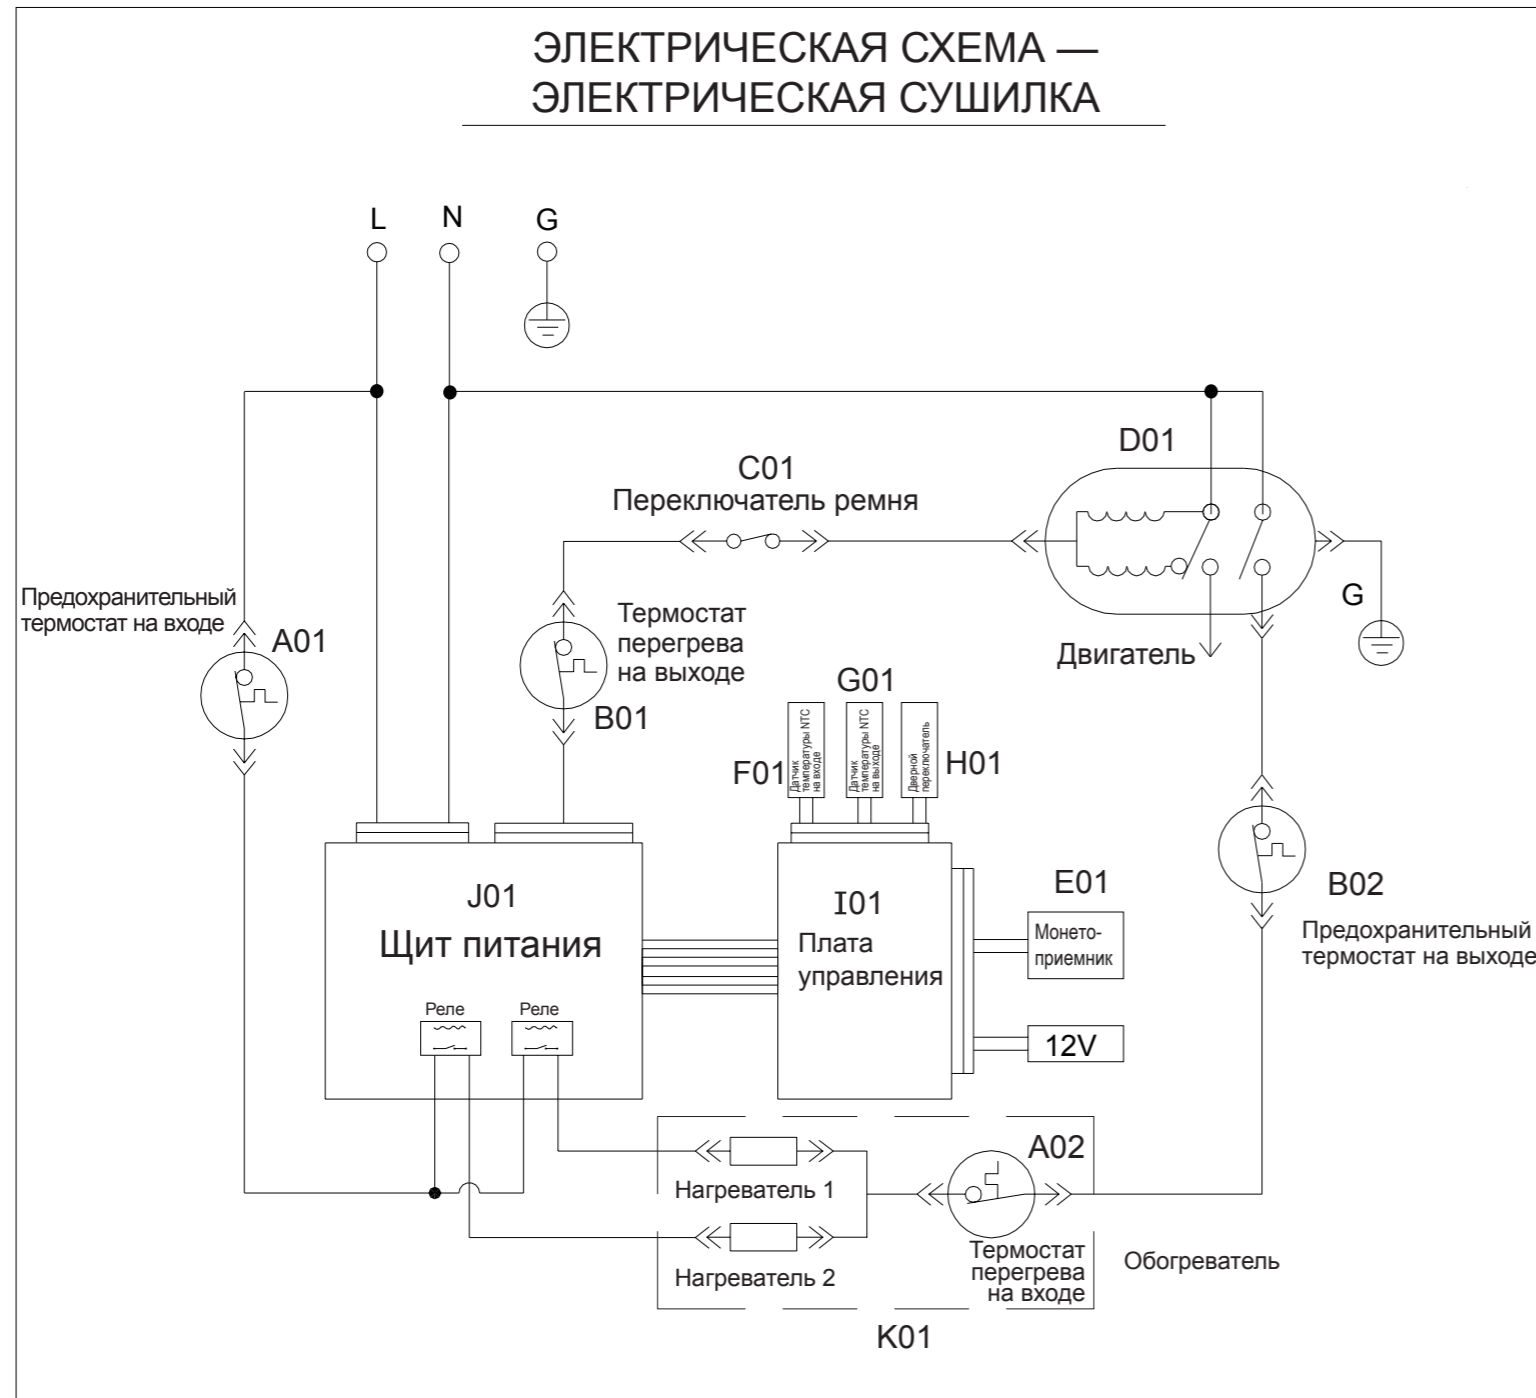 ЭЛЕКТРИЧЕСКАЯ СХЕМА —
ЭЛЕКТРИЧЕСКАЯ СУШИЛКА
L
N
G
D01
C01
Переключатель ремня
Предохранительный
термостат на входе
A01
Термостат
перегрева
на выходе
B01
Двигатель
G
G01
F01
Датчик
температуры NTC
на входе
Датчик
температуры NTC
на выходе
Дверной
переключатель
H01
J01
Щит питания
I01
Плата
управления
E01
Монето-
приемник
12V
B02
Предохранительный
термостат на выходе
Реле
Реле
Нагреватель 1
A02
Нагреватель 2
Термостат
перегрева
на входе
Обогреватель
K01